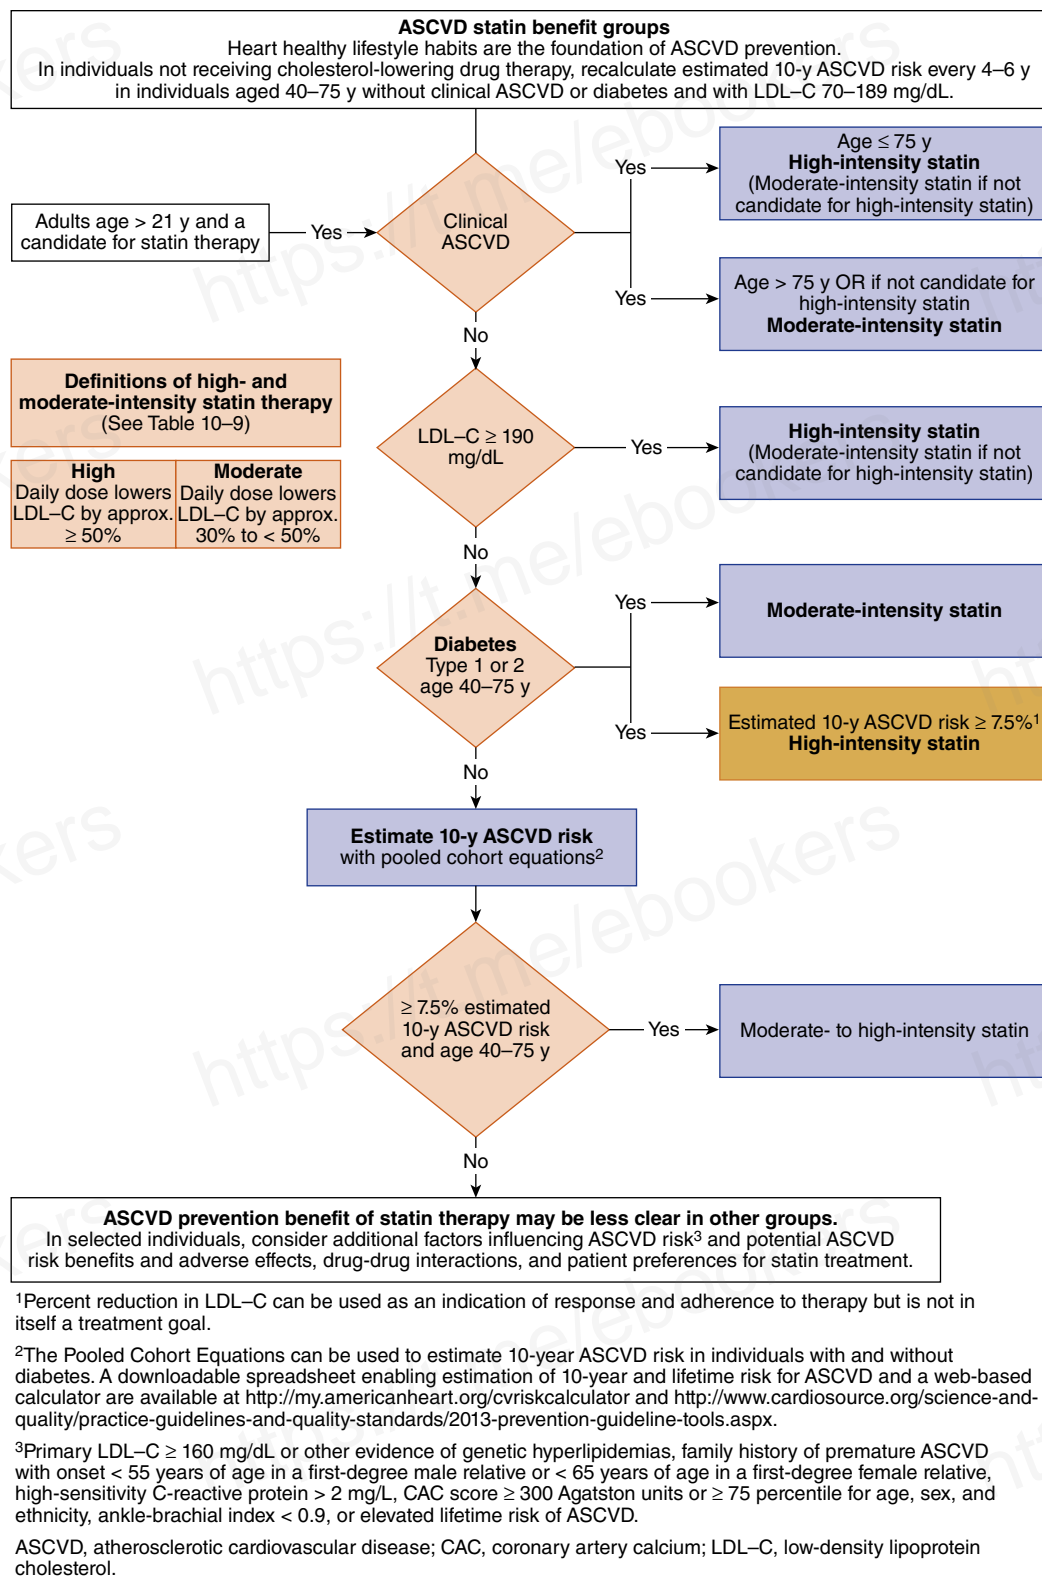 ASCVD statin benefit groups
Heart healthy lifestyle habits are the foundation of ASCVD prevention.
In individuals not receiving cholesterol-lowering drug therapy, recalculate estimated 10-y ASCVD risk every 4–6 y
in individuals aged 40–75 y without clinical ASCVD or diabetes and with LDL–C 70–189 mg/dL.
Adults age > 21 y and a
candidate for statin therapy
Yes
Clinical
ASCVD
Yes
Age ≤ 75 y
High-intensity statin
(Moderate-intensity statin if not
candidate for high-intensity statin)
Yes
Age > 75 y OR if not candidate for
high-intensity statin
Moderate-intensity statin
No
Definitions of high- and
moderate-intensity statin therapy
(See Table 10–9)
High
Daily dose lowers
LDL–C by approx.
≥ 50%
Moderate
Daily dose lowers
LDL–C by approx.
30% to < 50%
LDL–C ≥ 190
mg/dL
Yes
High-intensity statin
(Moderate-intensity statin if not
candidate for high-intensity statin)
No
Diabetes
Type 1 or 2
age 40–75 y
Yes
Moderate-intensity statin
Yes
Estimated 10-y ASCVD risk ≥ 7.5%¹
High-intensity statin
No
Estimate 10-y ASCVD risk
with pooled cohort equations²
≥ 7.5% estimated
10-y ASCVD risk
and age 40–75 y
Yes
Moderate- to high-intensity statin
No
ASCVD prevention benefit of statin therapy may be less clear in other groups.
In selected individuals, consider additional factors influencing ASCVD risk³ and potential ASCVD
risk benefits and adverse effects, drug-drug interactions, and patient preferences for statin treatment.
¹Percent reduction in LDL–C can be used as an indication of response and adherence to therapy but is not in
itself a treatment goal.
²The Pooled Cohort Equations can be used to estimate 10-year ASCVD risk in individuals with and without
diabetes. A downloadable spreadsheet enabling estimation of 10-year and lifetime risk for ASCVD and a web-based
calculator are available at http://my.americanheart.org/cvriskcalculator and http://www.cardiosource.org/science-and-
quality/practice-guidelines-and-quality-standards/2013-prevention-guideline-tools.aspx.
³Primary LDL–C ≥ 160 mg/dL or other evidence of genetic hyperlipidemias, family history of premature ASCVD
with onset < 55 years of age in a first-degree male relative or < 65 years of age in a first-degree female relative,
high-sensitivity C-reactive protein > 2 mg/L, CAC score ≥ 300 Agatston units or ≥ 75 percentile for age, sex, and
ethnicity, ankle-brachial index < 0.9, or elevated lifetime risk of ASCVD.
ASCVD, atherosclerotic cardiovascular disease; CAC, coronary artery calcium; LDL–C, low-density lipoprotein
cholesterol.
https://t.me/ebookers
https://t.me/ebookers
https://t.me/ebookers